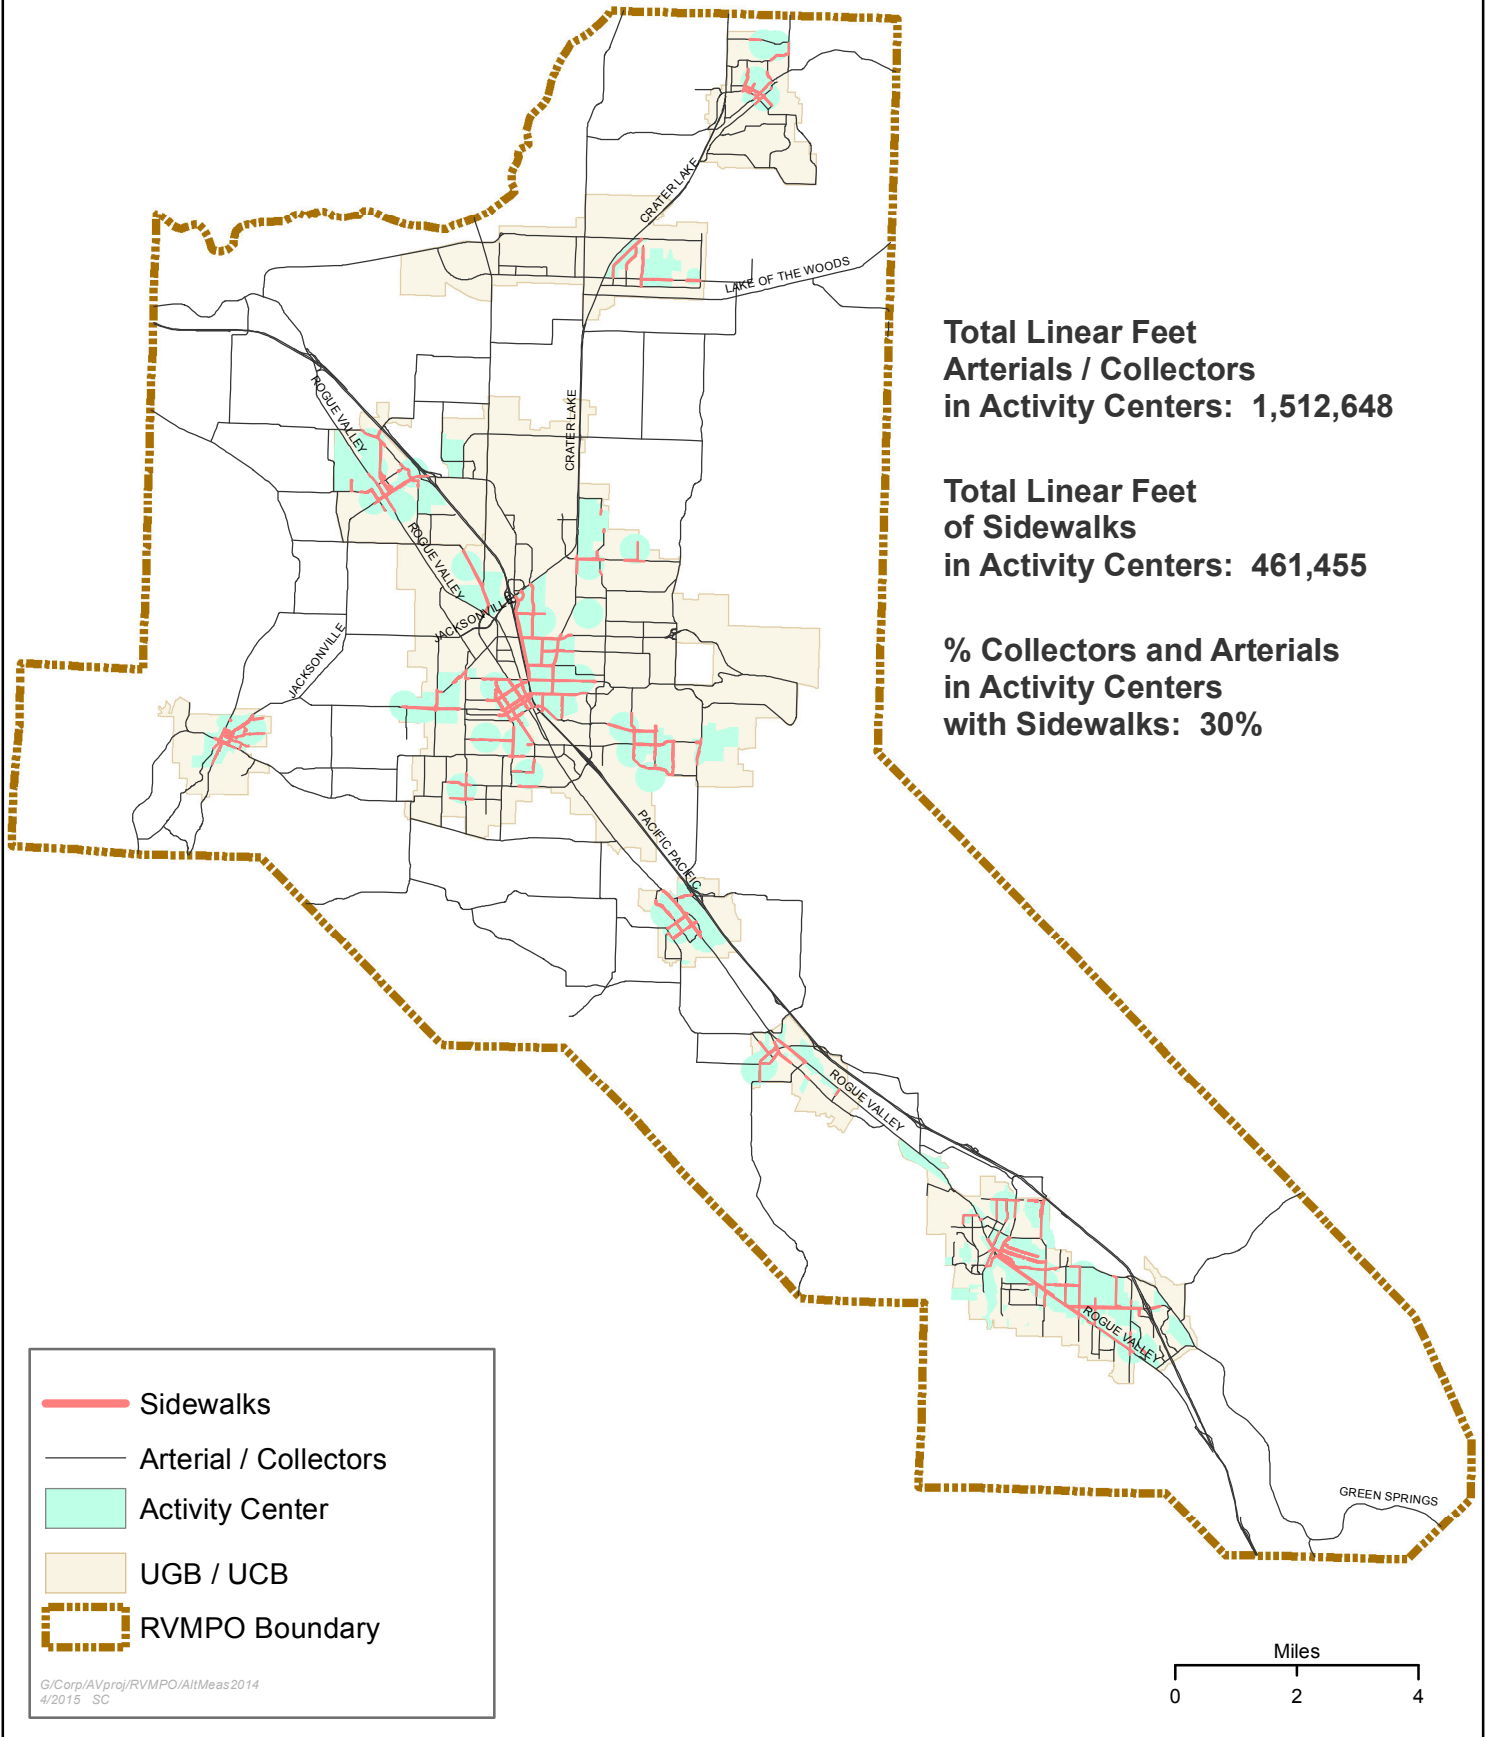 CRATER LAKE
LAKE OF THE WOODS
ROGUE VALLEY
CRATER LAKE
ROGUE VALLEY
JACKSONVILLE
JACKSONVILLE
PACIFIC PACIFIC
ROGUE VALLEY
ROGUE VALLEY
GREEN SPRINGS
Total Linear Feet
Arterials / Collectors
in Activity Centers: 1,512,648
Total Linear Feet
of Sidewalks
in Activity Centers: 461,455
% Collectors and Arterials
in Activity Centers
with Sidewalks: 30%
Sidewalks
Arterial / Collectors
Activity Center
UGB / UCB
RVMPO Boundary
G/Corp/AVproj/RVMPO/AltMeas2014
4/2015 SC
Miles
0 2 4